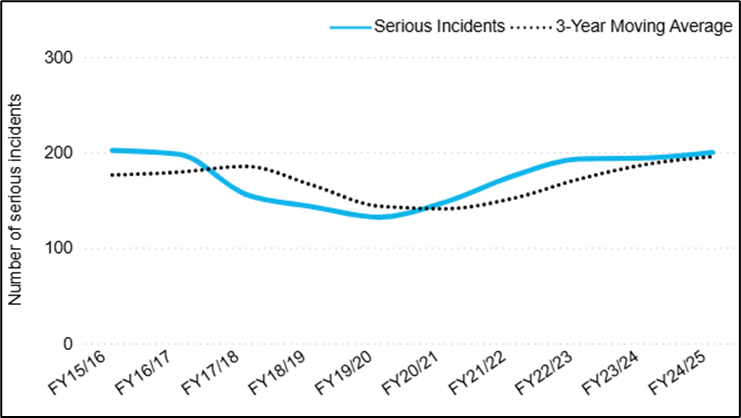 Serious Incidents 3-Year Moving Average
Number of serious incidents
300
200
100
0
FY15/16 FY16/17 FY17/18 FY18/19 FY19/20 FY20/21 FY21/22 FY22/23 FY23/24 FY24/25